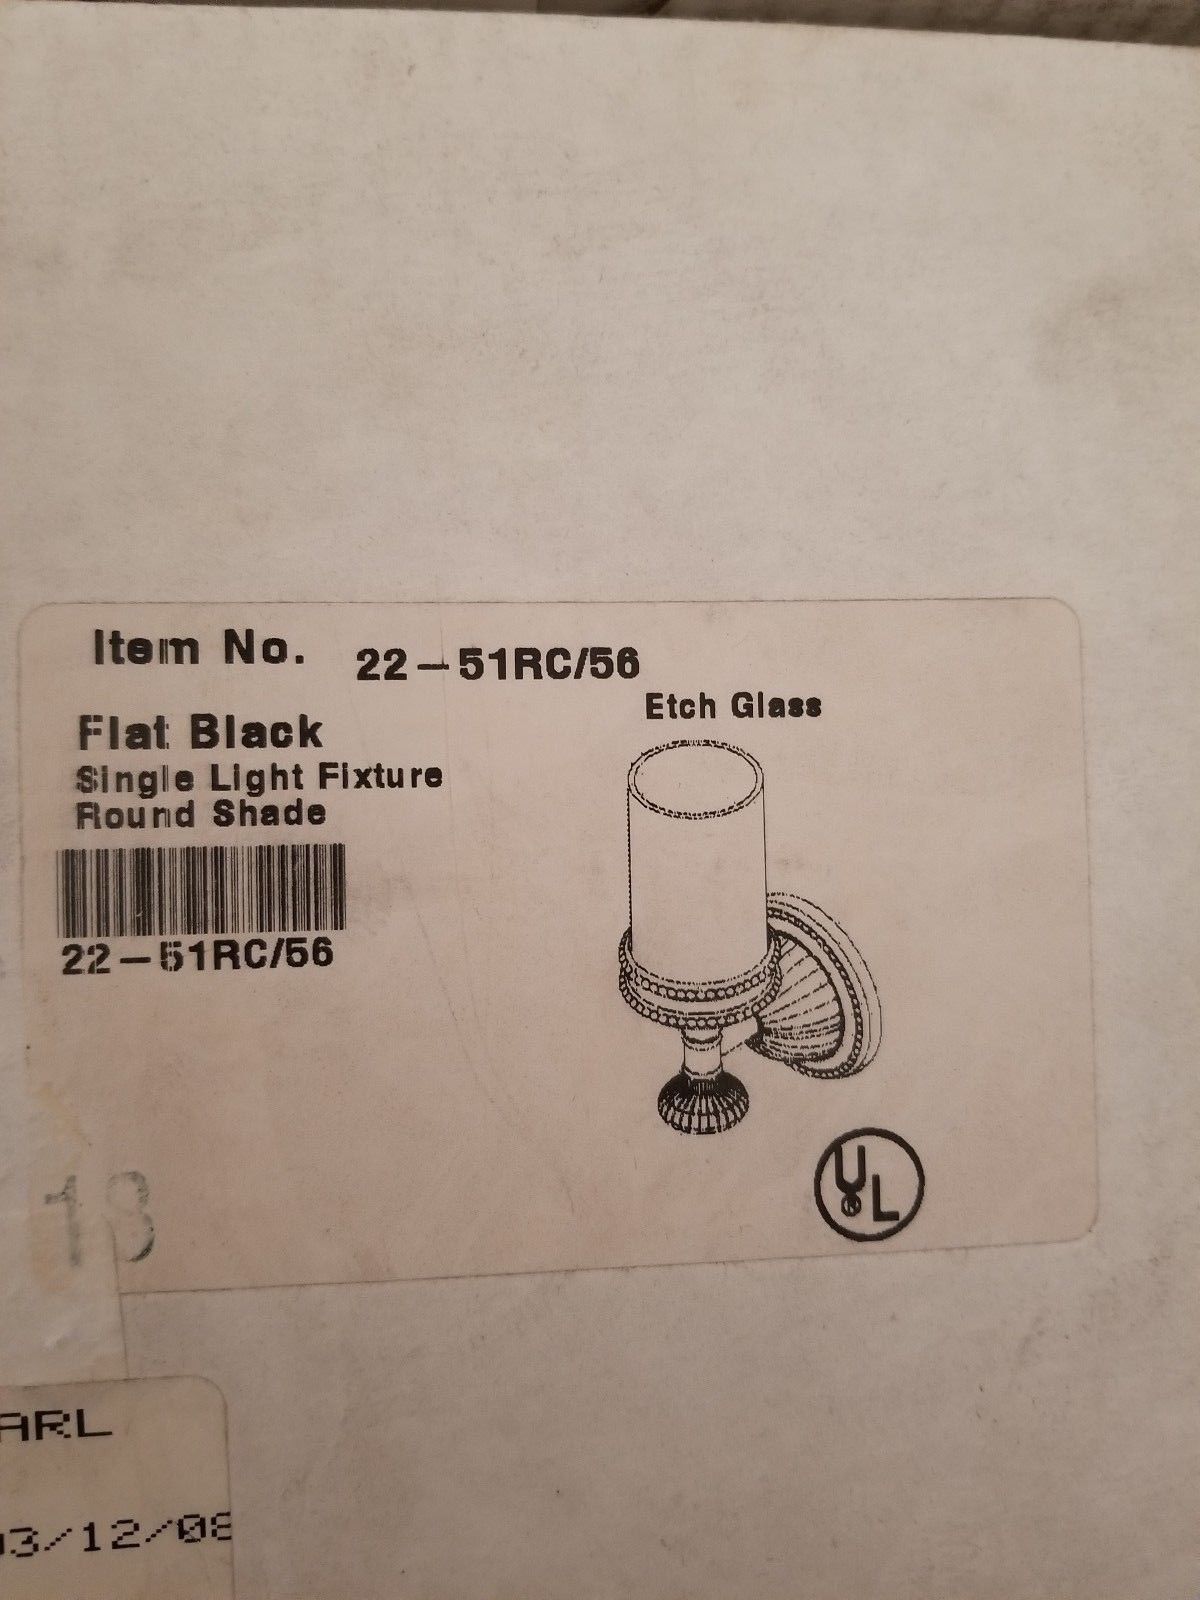 Item No. 22-51RC/56
Etch Glass
Flat Black
Single Light Fixture
Round Shade
22-51RC/56
UL
ARL
03/12/08